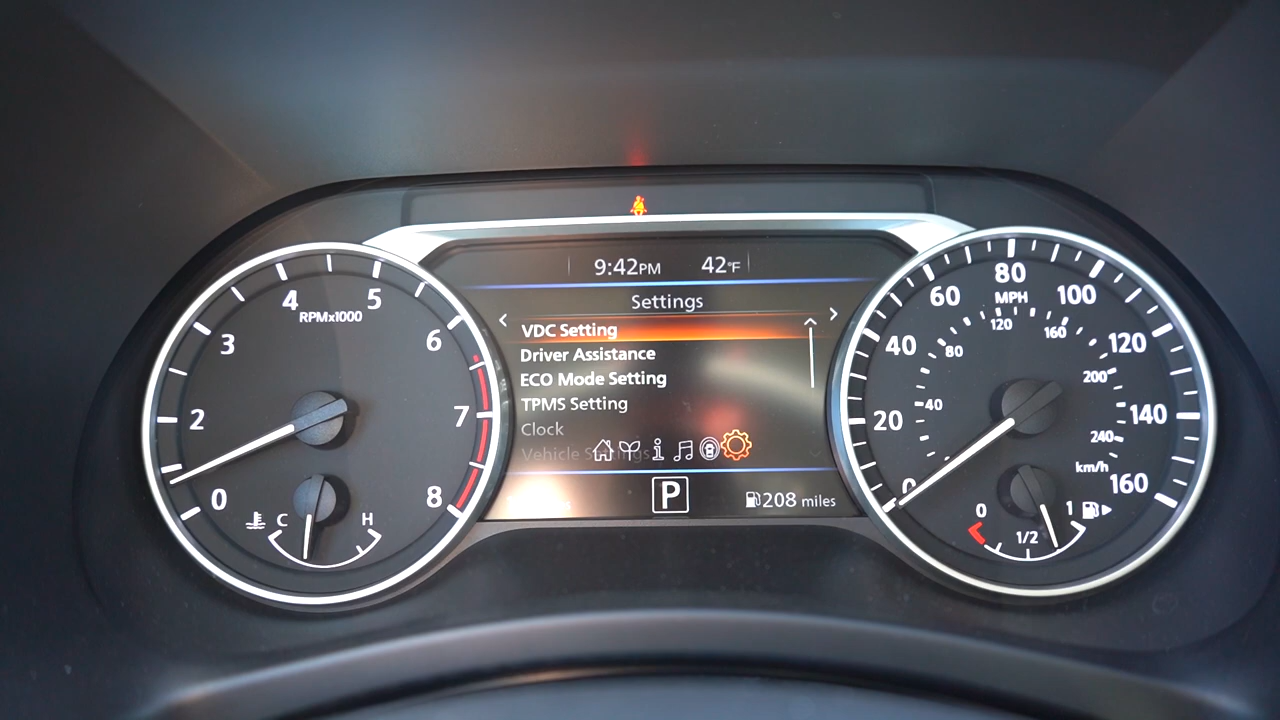 9:42PM 42°F
Settings
VDC Setting
Driver Assistance
ECO Mode Setting
TPMS Setting
Clock
Vehicle Settings
P
208 miles
0
2
3
4
5
6
7
8
RPMx1000
C
H
0
20
40
60
80
100
120
140
160
MPH
40
80
120
160
200
240
km/h
0
1/2
1